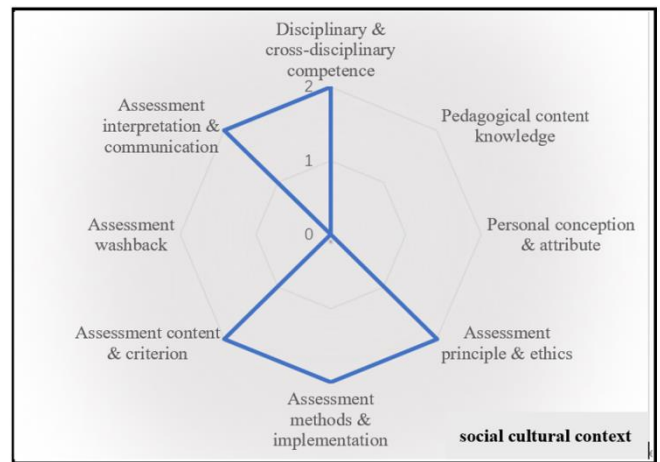 Disciplinary &
cross-disciplinary
competence
2
Assessment
interpretation &
communication
Pedagogical content
knowledge
1
Assessment
washback
0
Personal conception
& attribute
Assessment content
& criterion
Assessment
principle & ethics
Assessment
methods &
implementation
social cultural context